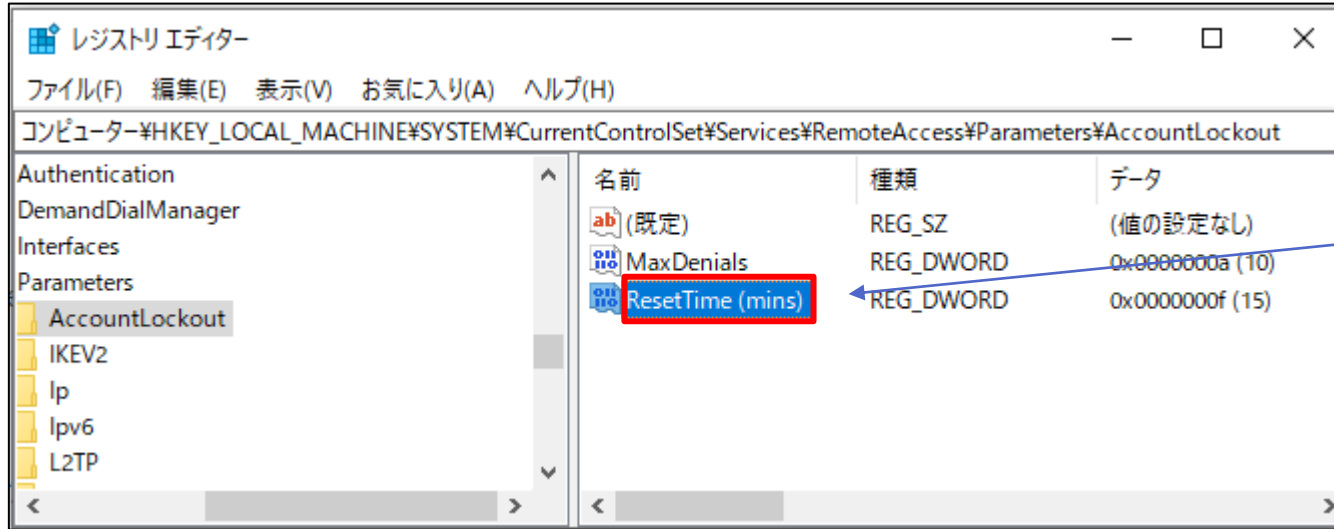 レジストリ エディター
ファイル(F) 編集(E) 表示(V) お気に入り(A) ヘルプ(H)
コンピューター¥HKEY_LOCAL_MACHINE¥SYSTEM¥CurrentControlSet¥Services¥RemoteAccess¥Parameters¥AccountLockout
Authentication
DemandDialManager
Interfaces
Parameters
AccountLockout
IKEV2
Ip
Ipv6
L2TP
名前 種類 データ
(既定) REG_SZ (値の設定なし)
MaxDenials REG_DWORD 0x0000000a (10)
ResetTime (mins) REG_DWORD 0x0000000f (15)